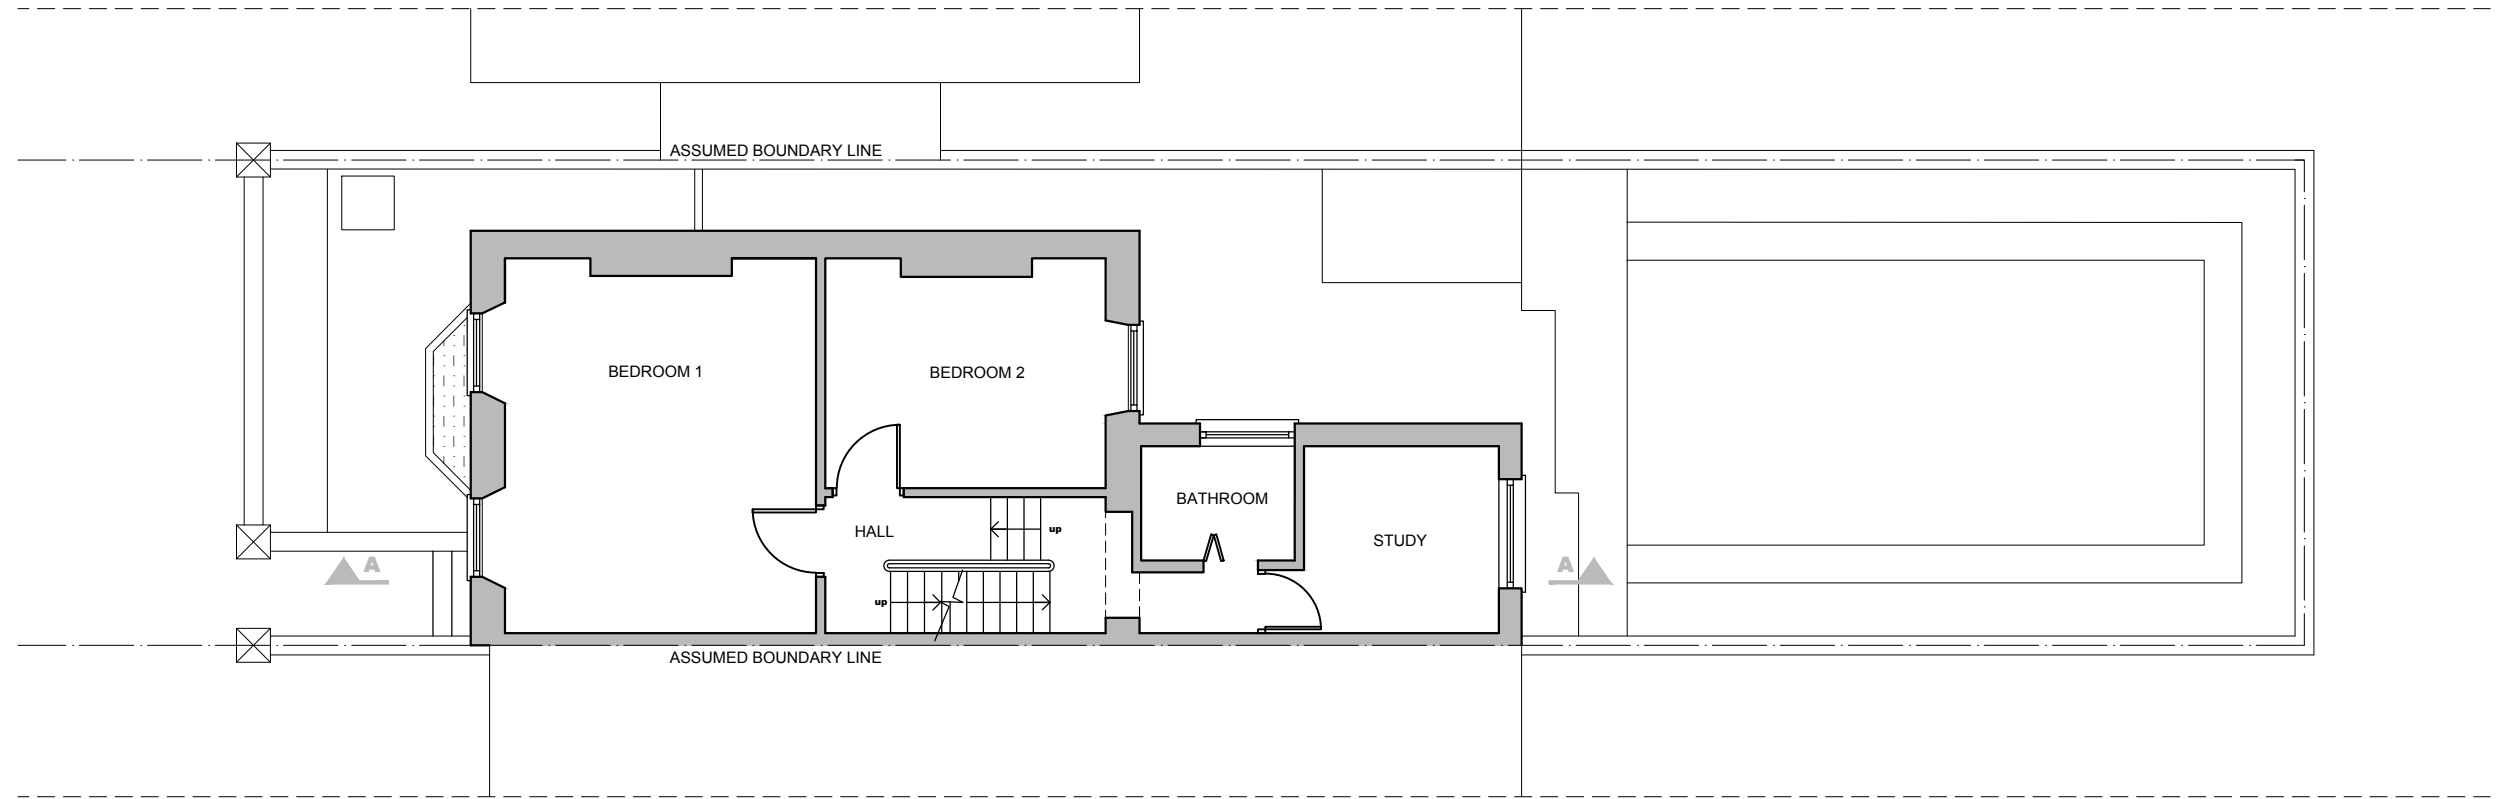 ASSUMED BOUNDARY LINE
BEDROOM 1
BEDROOM 2
BATHROOM
HALL
up
STUDY
A
A
up
ASSUMED BOUNDARY LINE